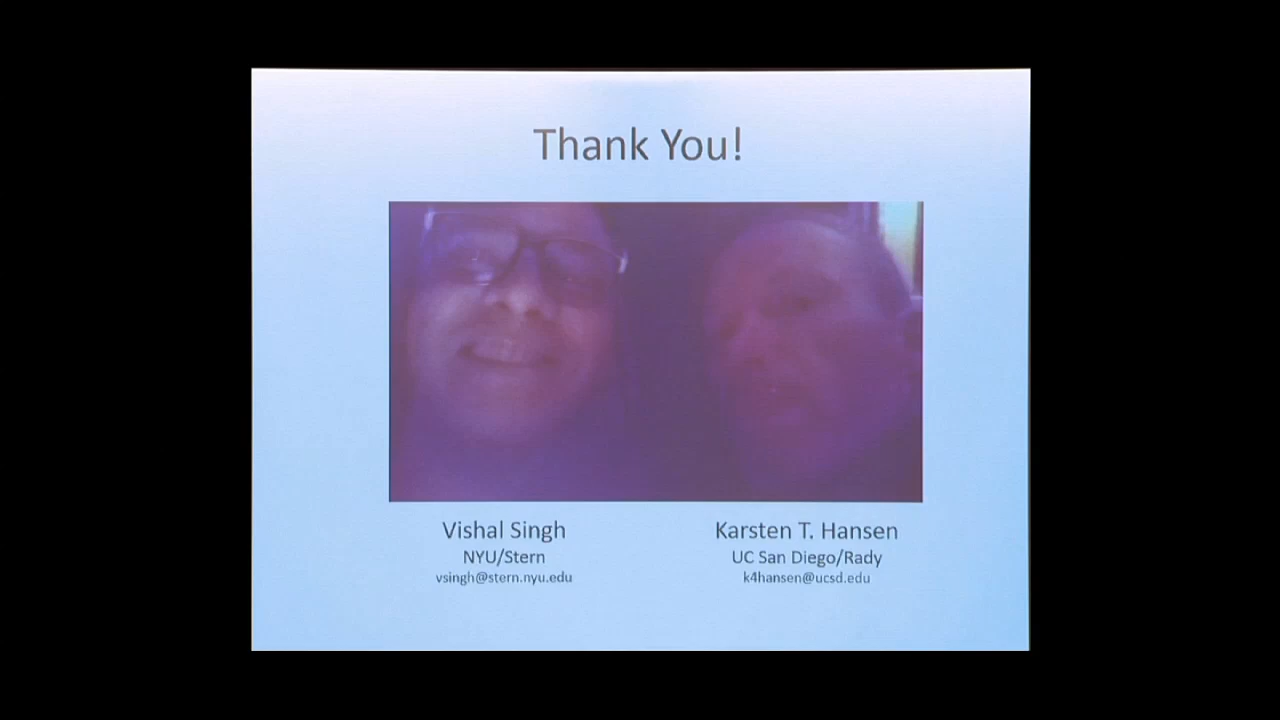 Thank You!
Vishal Singh
NYU/Stern
vsingh@stern.nyu.edu
Karsten T. Hansen
UC San Diego/Rady
k4hansen@ucsd.edu